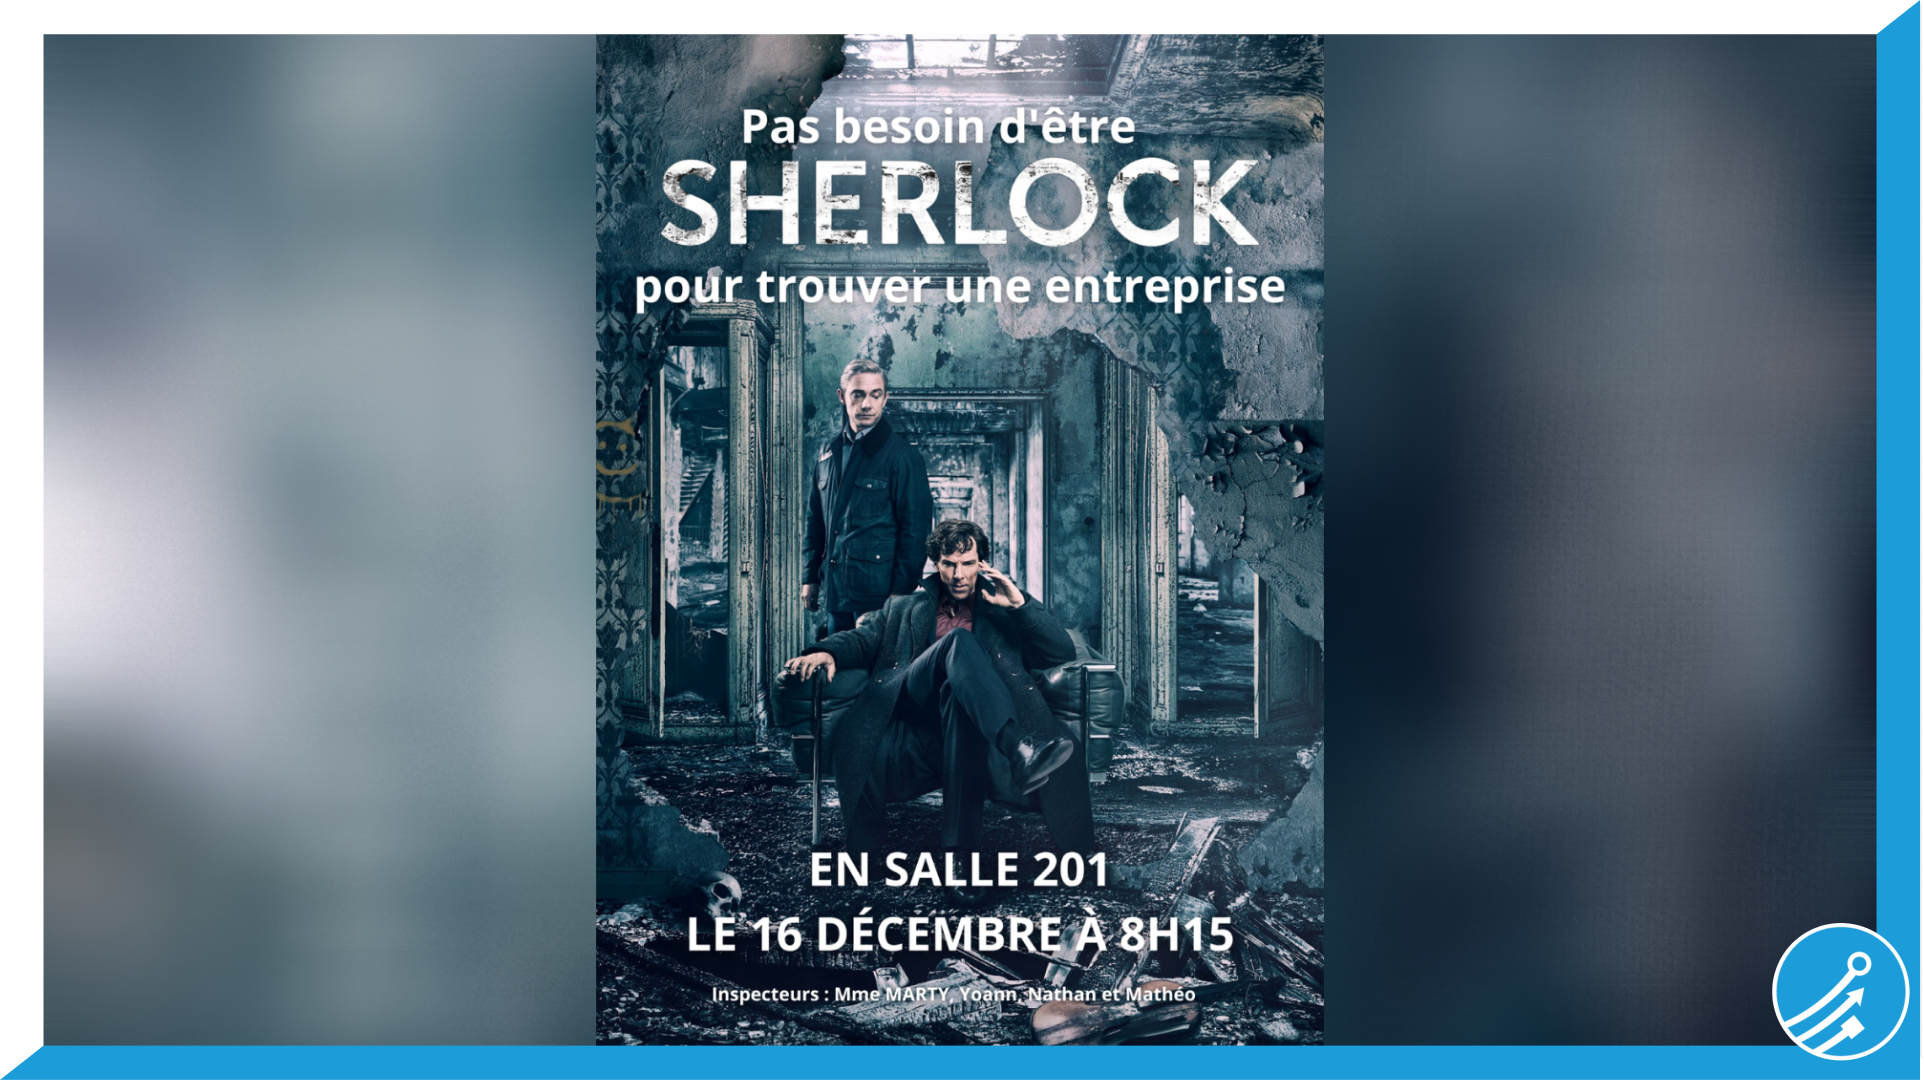 Pas besoin d'être
SHERLOCK
pour trouver une entreprise
EN SALLE 201
LE 16 DÉCEMBRE À 8H15
Inspecteurs : Mme MARTY, Yoann, Nathan et Mathéo